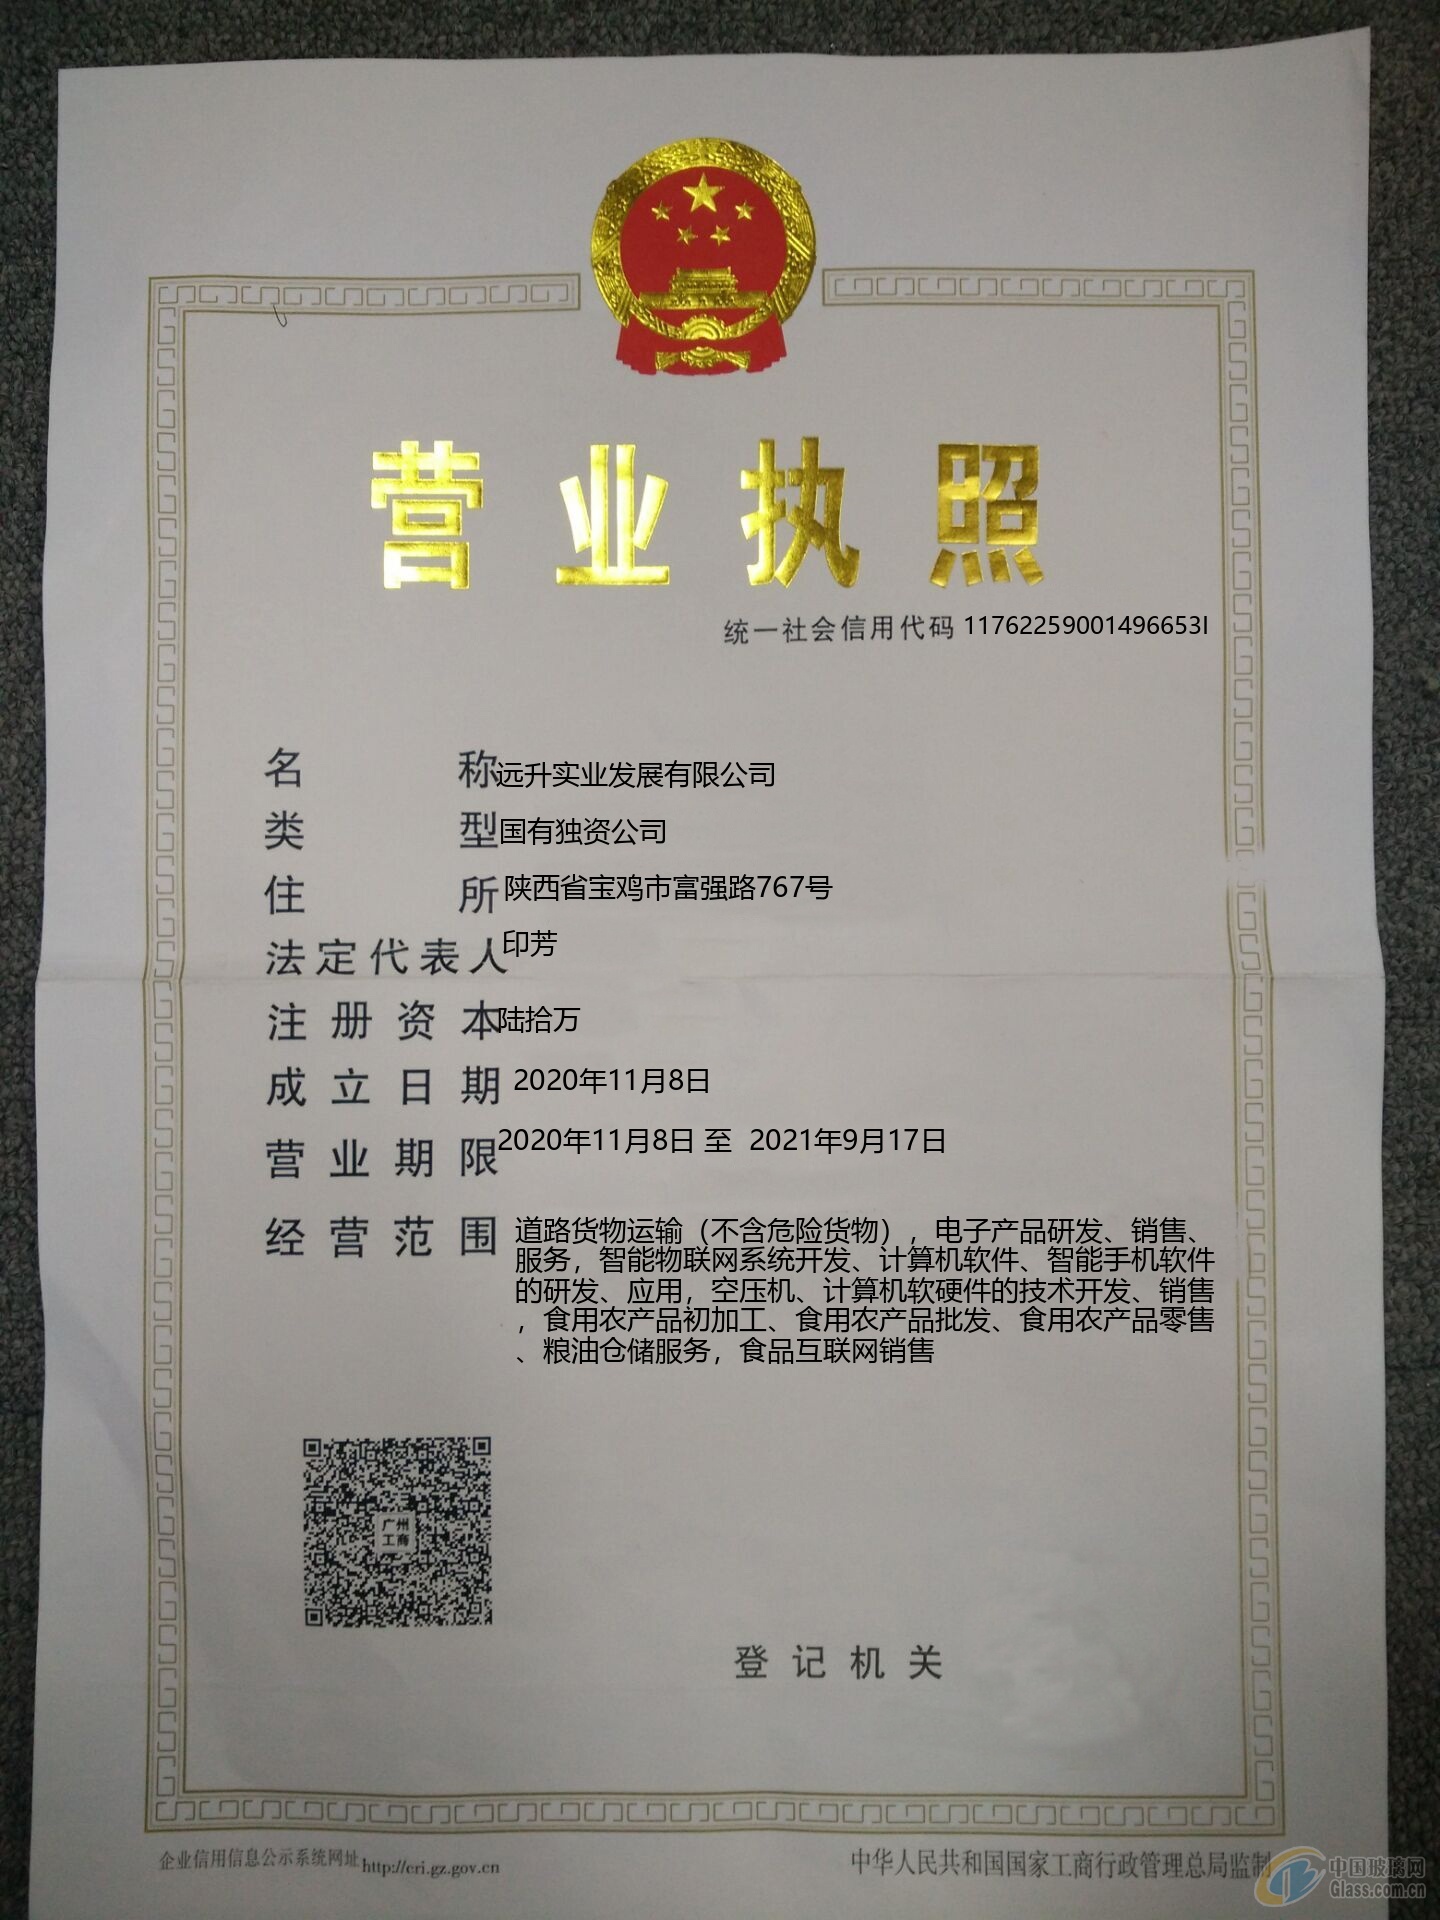 营业执照
统一社会信用代码 11762259001496653I
名称 远升实业发展有限公司
类型 国有独资公司
住所 陕西省宝鸡市富强路767号
法定代表人 印芳
注册资本 陆拾万
成立日期 2020年11月8日
营业期限 2020年11月8日 至 2021年9月17日
经营范围 道路货物运输（不含危险货物），电子产品研发、销售、
服务，智能物联网系统开发、计算机软件、智能手机软件
的研发、应用，空压机、计算机软硬件的技术开发、销售
，食用农产品初加工、食用农产品批发、食用农产品零售
、粮油仓储服务，食品互联网销售
广州
工商
登记机关
企业信用信息公示系统网址 http://cri.gz.gov.cn
中华人民共和国国家工商行政管理总局监制
中国玻璃网
Glass.com.cn